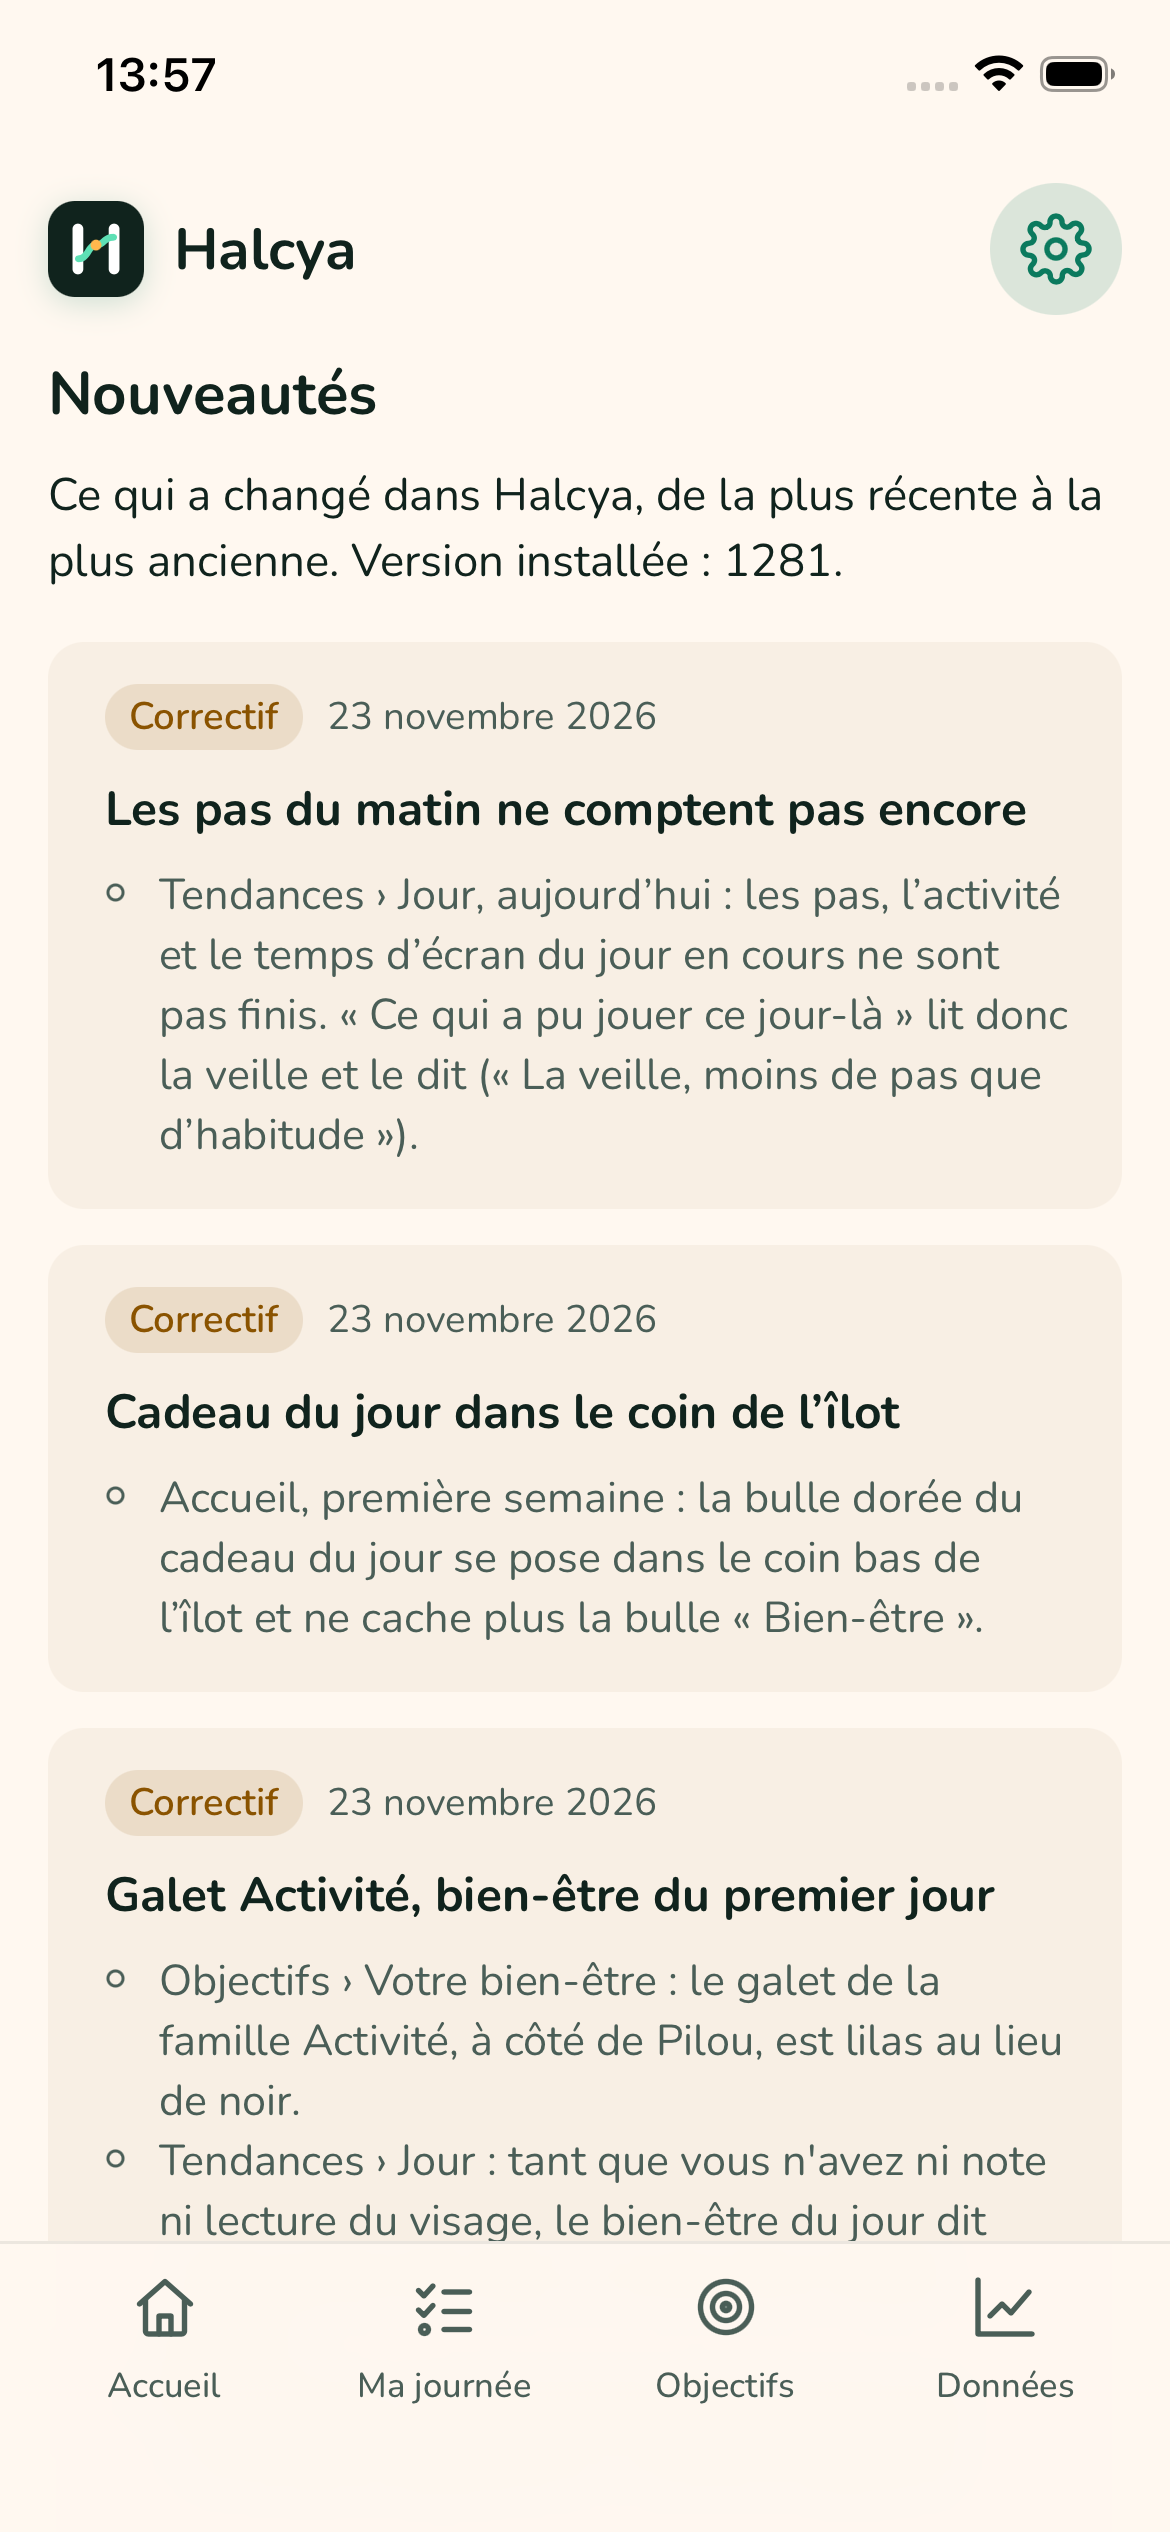 13:57
Halcya
Nouveautés
Ce qui a changé dans Halcya, de la plus récente à la
plus ancienne. Version installée : 1281.
Correctif 23 novembre 2026
Les pas du matin ne comptent pas encore
Tendances › Jour, aujourd’hui : les pas, l’activité
et le temps d’écran du jour en cours ne sont
pas finis. « Ce qui a pu jouer ce jour-là » lit donc
la veille et le dit (« La veille, moins de pas que
d’habitude »).
Correctif 23 novembre 2026
Cadeau du jour dans le coin de l’îlot
Accueil, première semaine : la bulle dorée du
cadeau du jour se pose dans le coin bas de
l’îlot et ne cache plus la bulle « Bien-être ».
Correctif 23 novembre 2026
Galet Activité, bien-être du premier jour
Objectifs › Votre bien-être : le galet de la
famille Activité, à côté de Pilou, est lilas au lieu
de noir.
Tendances › Jour : tant que vous n'avez ni note
ni lecture du visage, le bien-être du jour dit
Accueil
Ma journée
Objectifs
Données